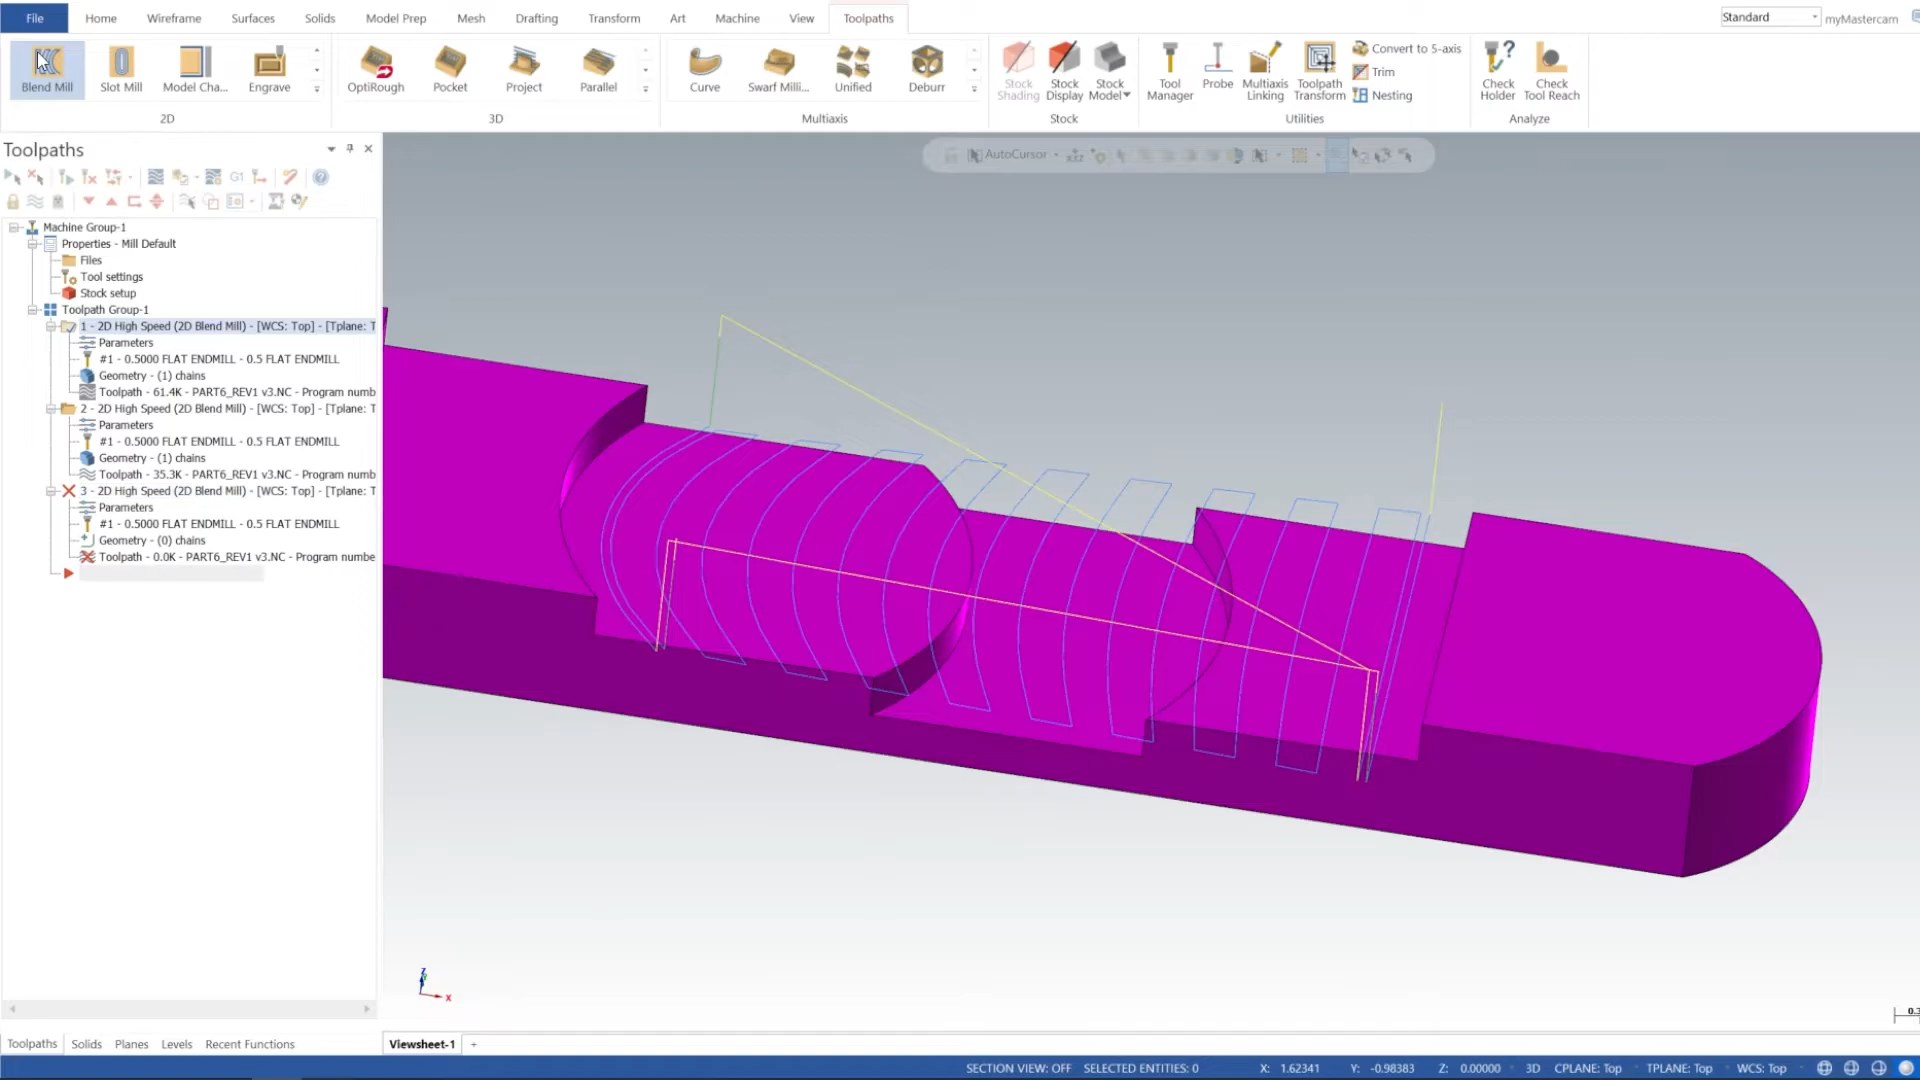 File Home Wireframe Surfaces Solids Model Prep Mesh Drafting Transform Art Machine View Toolpaths Standard myMastercam
Blend Mill Slot Mill Model Cha... Engrave OptiRough Pocket Project Parallel Curve Swarf Milli... Unified Deburr Stock Shading Stock Display Stock Model Tool Manager Probe Multiaxis Linking Toolpath Transform Convert to 5-axis Trim Nesting Check Holder Check Tool Reach
2D 3D Multiaxis Stock Utilities Analyze
Toolpaths
AutoCursor
G1
Machine Group-1
Properties - Mill Default
Files
Tool settings
Stock setup
Toolpath Group-1
1 - 2D High Speed (2D Blend Mill) - [WCS: Top] - [Tplane: T
Parameters
#1 - 0.5000 FLAT ENDMILL - 0.5 FLAT ENDMILL
Geometry - (1) chains
Toolpath - 61.4K - PART6_REV1 v3.NC - Program numb
2 - 2D High Speed (2D Blend Mill) - [WCS: Top] - [Tplane: T
Parameters
#1 - 0.5000 FLAT ENDMILL - 0.5 FLAT ENDMILL
Geometry - (1) chains
Toolpath - 35.3K - PART6_REV1 v3.NC - Program numb
3 - 2D High Speed (2D Blend Mill) - [WCS: Top] - [Tplane: T
Parameters
#1 - 0.5000 FLAT ENDMILL - 0.5 FLAT ENDMILL
Geometry - (0) chains
Toolpath - 0.0K - PART6_REV1 v3.NC - Program numbe
Z
X
Toolpaths Solids Planes Levels Recent Functions Viewsheet-1 +
SECTION VIEW: OFF SELECTED ENTITIES: 0 X: 1.62341 Y: -0.98383 Z: 0.00000 3D CPLANE: Top TPLANE: Top WCS: Top